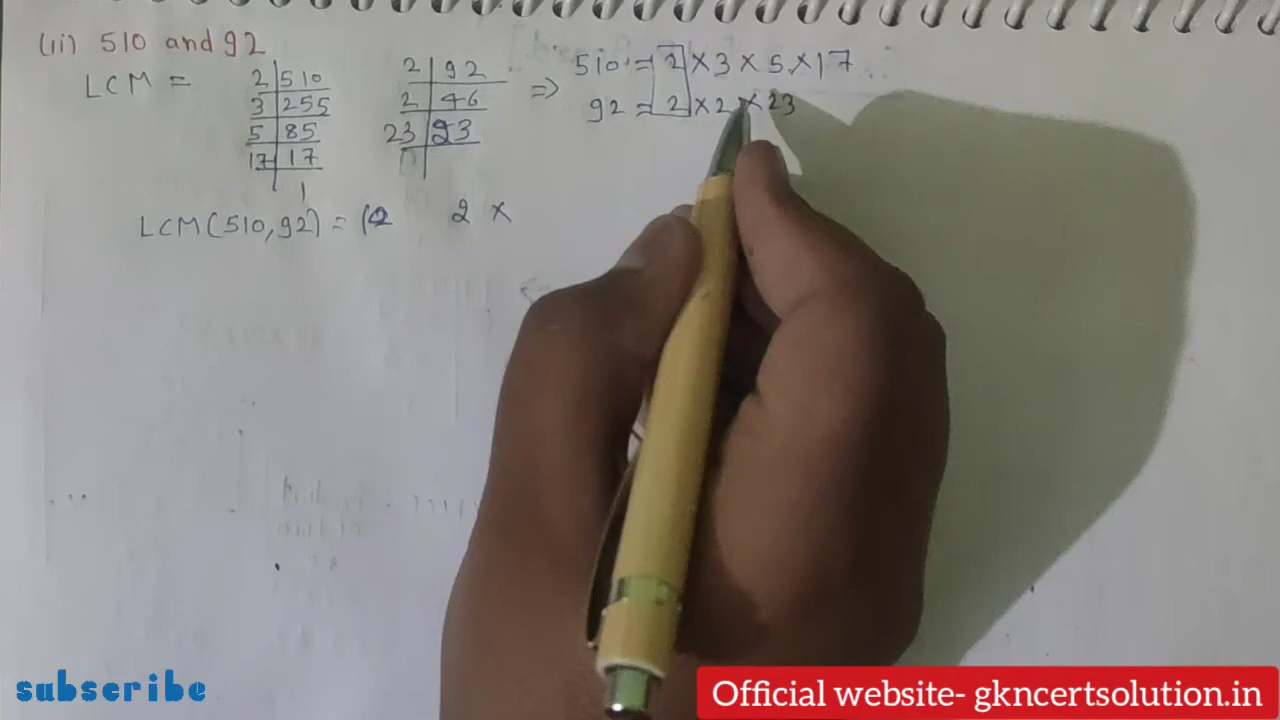 (ii) 510 and 92
LCM =
2 | 510
3 | 255
5 | 85
17 | 17
1
2 | 92
2 | 46
23 | 23
⇒ 510 = 2 × 3 × 5 × 17
92 = 2 × 2 × 23
LCM(510, 92) = 2 ×
subscribe
Official website- gkncertsolution.in